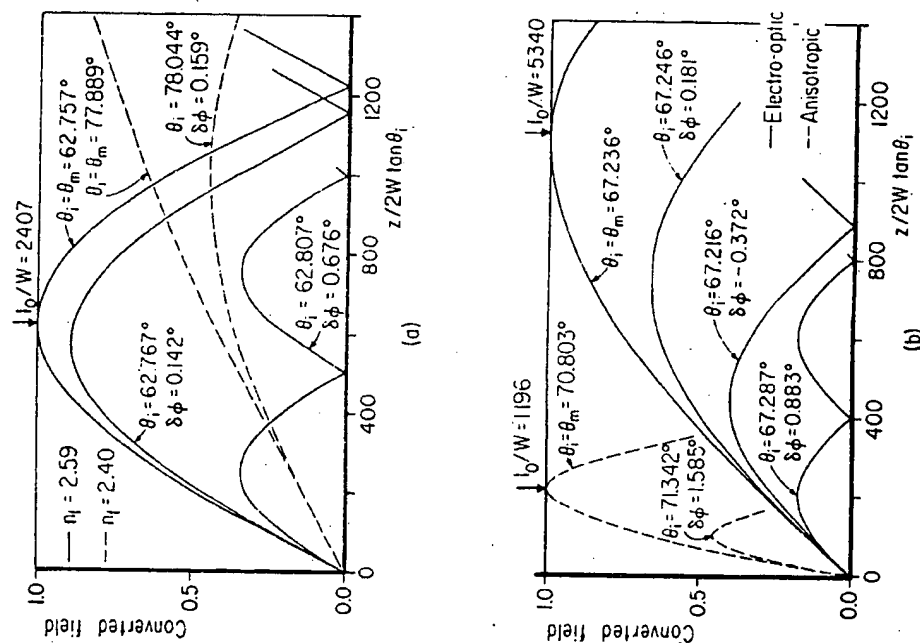 Converted field
1.0
0.5
0.0
0
400
800
1200
z/2W tanθi
— nf = 2.59
--- nf = 2.40
l0/W = 2407
θi = θm = 62.757°
θi = θm = 77.889°
θi = 78.044°
δφ = 0.159°
θi = 62.767°
δφ = 0.142°
θi = 62.807°
δφ = 0.676°
(a)
Converted field
1.0
0.5
0.0
0
400
800
1200
z/2W tanθi
l0/W = 1196
θi = θm = 70.803°
l0/W = 5340
θi = 71.342°
δφ = 1.585°
θi = θm = 67.236°
θi = 67.246°
δφ = 0.181°
θi = 67.216°
δφ = -0.372°
θi = 67.287°
δφ = 0.883°
— Electro-optic
--- Anisotropic
(b)